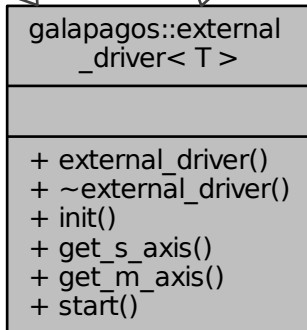 galapagos::external
_driver< T >
+ external_driver()
+ ~external_driver()
+ init()
+ get_s_axis()
+ get_m_axis()
+ start()